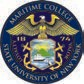 MARITIME COLLEGE
18 74
STATE UNIVERSITY OF NEW YORK